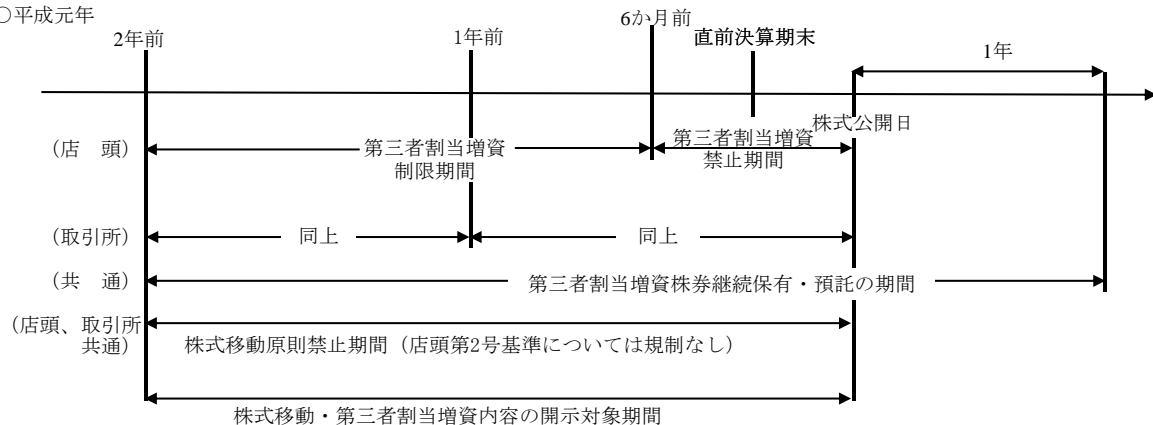 ○平成元年
2年前
1年前
6か月前
直前決算期末
1年
株式公開日
(店 頭)
第三者割当増資
制限期間
第三者割当増資
禁止期間
(取引所)
同上
同上
(共 通)
第三者割当増資株券継続保有・預託の期間
(店頭、取引所
共通)
株式移動原則禁止期間(店頭第2号基準については規制なし)
株式移動・第三者割当増資内容の開示対象期間